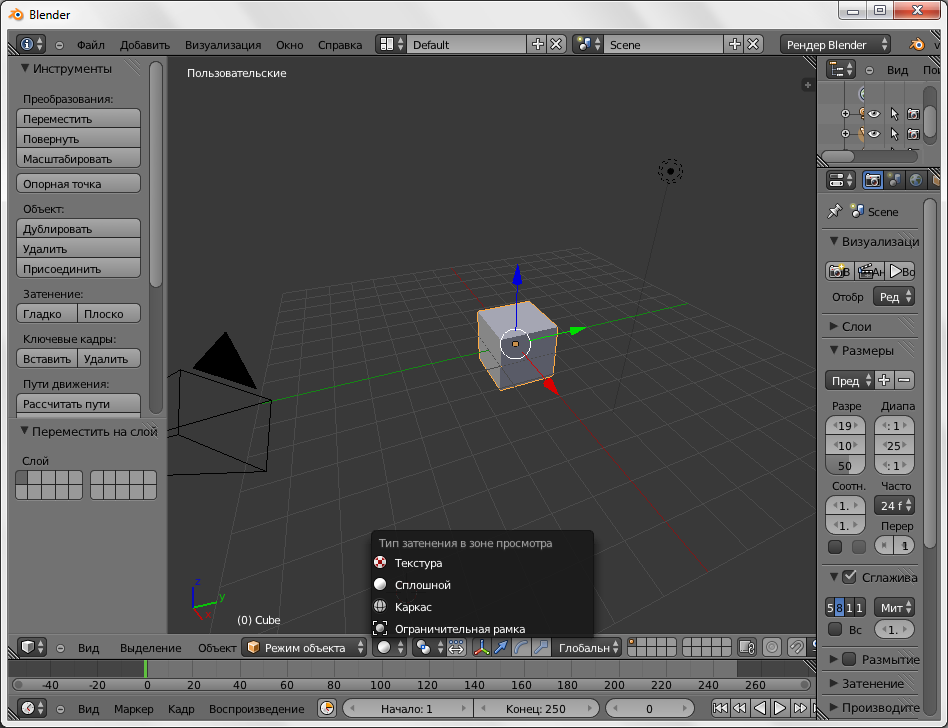 Blender
Файл Добавить Визуализация Окно Справка Default Scene Рендер Blender
Инструменты
Преобразования:
Переместить
Повернуть
Масштабировать
Опорная точка
Объект:
Дублировать
Удалить
Присоединить
Затенение:
Гладко Плоско
Ключевые кадры:
Вставить Удалить
Пути движения:
Рассчитать пути
Переместить на слой
Слой
Пользовательские
z
y
x
(0) Cube
Тип затенения в зоне просмотра
Текстура
Сплошной
Каркас
Ограничительная рамка
Вид Выделение Объект Режим объекта Глобальн
-40 -20 0 20 40 60 80 100 120 140 160 180 200 220 240 260
Вид Маркер Кадр Воспроизведение Начало: 1 Конец: 250 0
Вид Пои
Scene
Визуализаци
В Ан Во
Отобр Ред
Слои
Размеры
Пред
Разре Диапа
19 : 1
10 25
50 : 1
Соотн. Часто
1. 24 f
1. Перер
1
Сглажива
5 8 1 1 Мит
Вс 1.
Размытие
Затенение
Производите